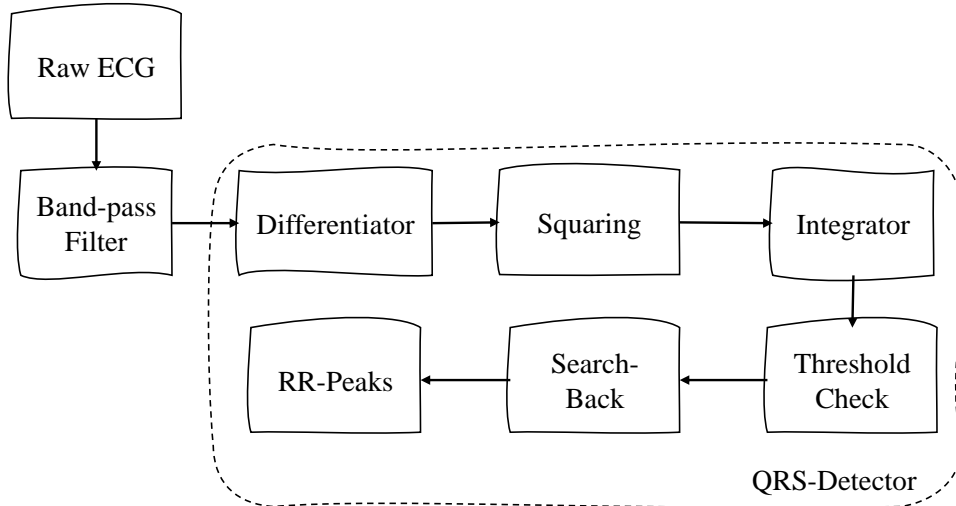 Raw ECG
Band-pass
Filter
Differentiator
Squaring
Integrator
Threshold
Check
Search-
Back
RR-Peaks
QRS-Detector